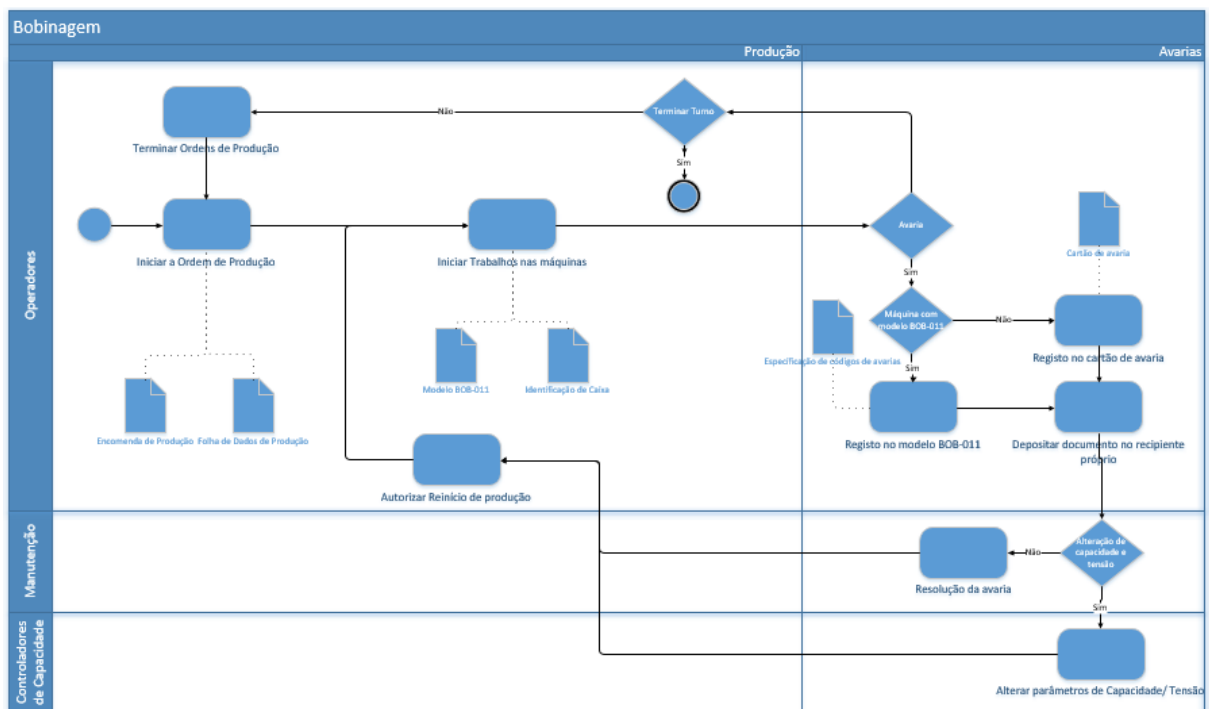 Bobinagem
Produção
Avarias
Operadores
Terminar Turno
Não
Terminar Ordens de Produção
Sim
Iniciar a Ordem de Produção
Iniciar Trabalhos nas máquinas
Avaria
Cartão de avaria
Sim
Máquina com
modelo BOB-011
Não
Especificação de códigos de avarias
Registo no cartão de avaria
Sim
Modelo BOB-011
Identificação de Caixa
Encomenda de Produção
Folha de Dados de Produção
Registo no modelo BOB-011
Depositar documento no recipiente
próprio
Autorizar Reinício de produção
Manutenção
Alteração de
capacidade e
tensão
Não
Resolução da avaria
Sim
Controladores
de Capacidade
Alterar parâmetros de Capacidade/ Tensão